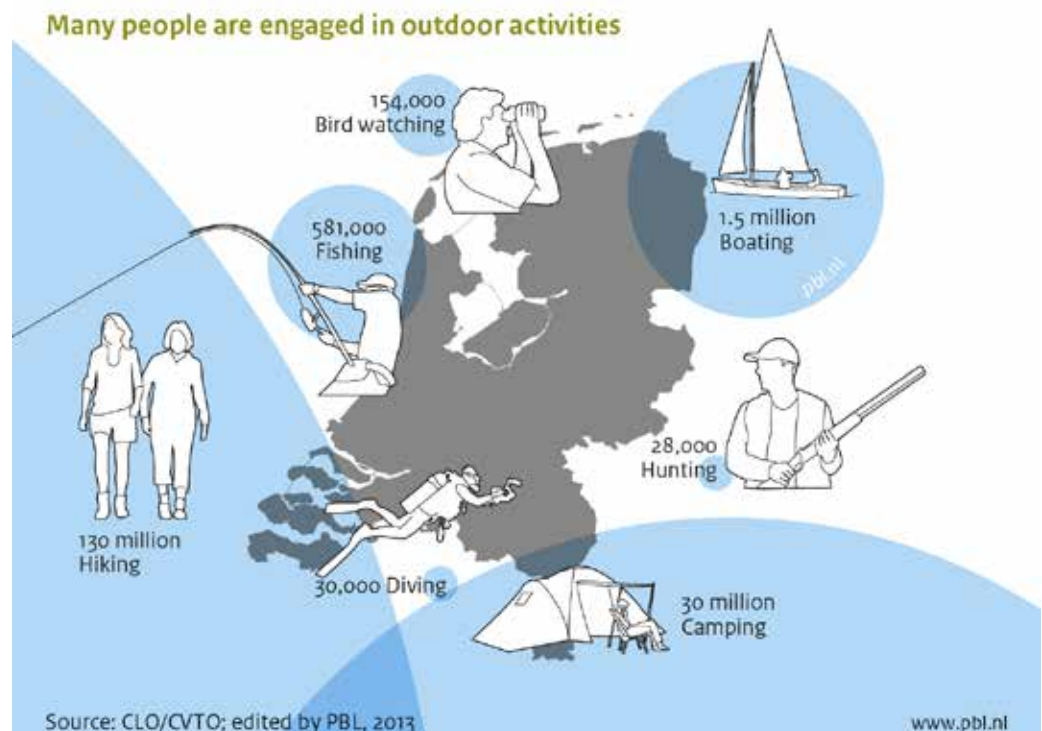 Many people are engaged in outdoor activities
154,000
Bird watching
1.5 million
Boating
pbl.nl
581,000
Fishing
28,000
Hunting
130 million
Hiking
30,000 Diving
30 million
Camping
Source: CLO/CVTO; edited by PBL, 2013
www.pbl.nl